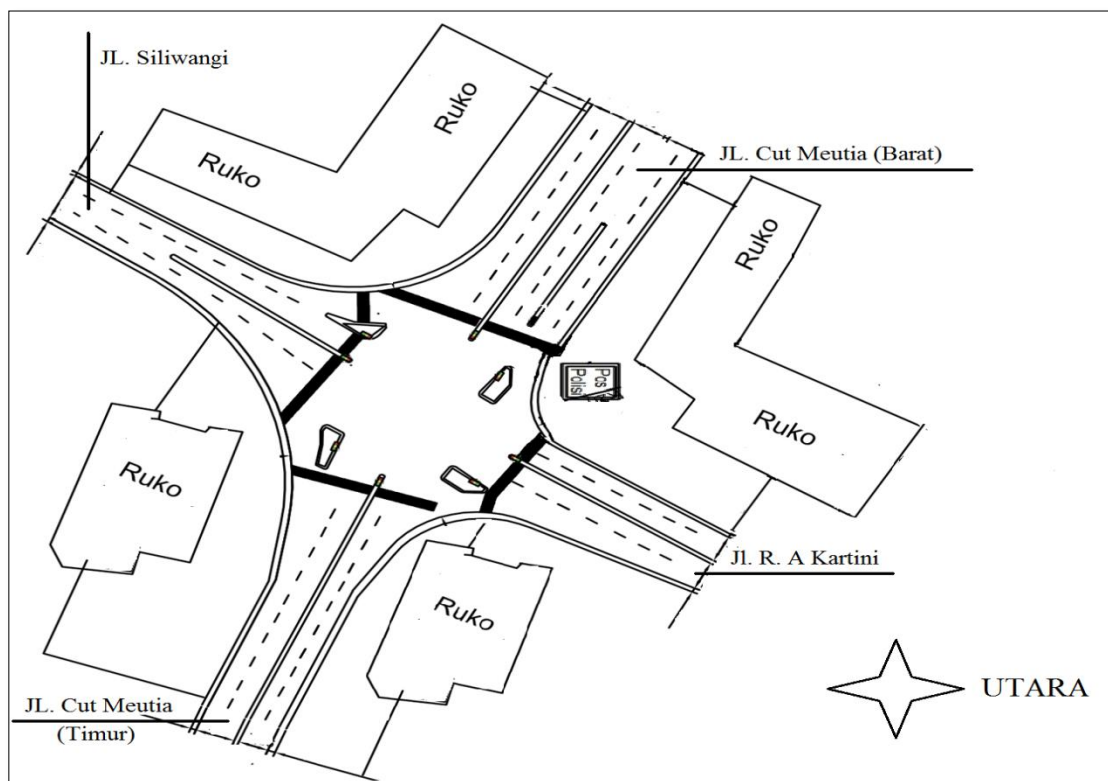 JL. Siliwangi
Ruko
Ruko
JL. Cut Meutia (Barat)
Ruko
Pos
Polisi
Ruko
Ruko
Jl. R. A Kartini
Ruko
UTARA
JL. Cut Meutia
(Timur)